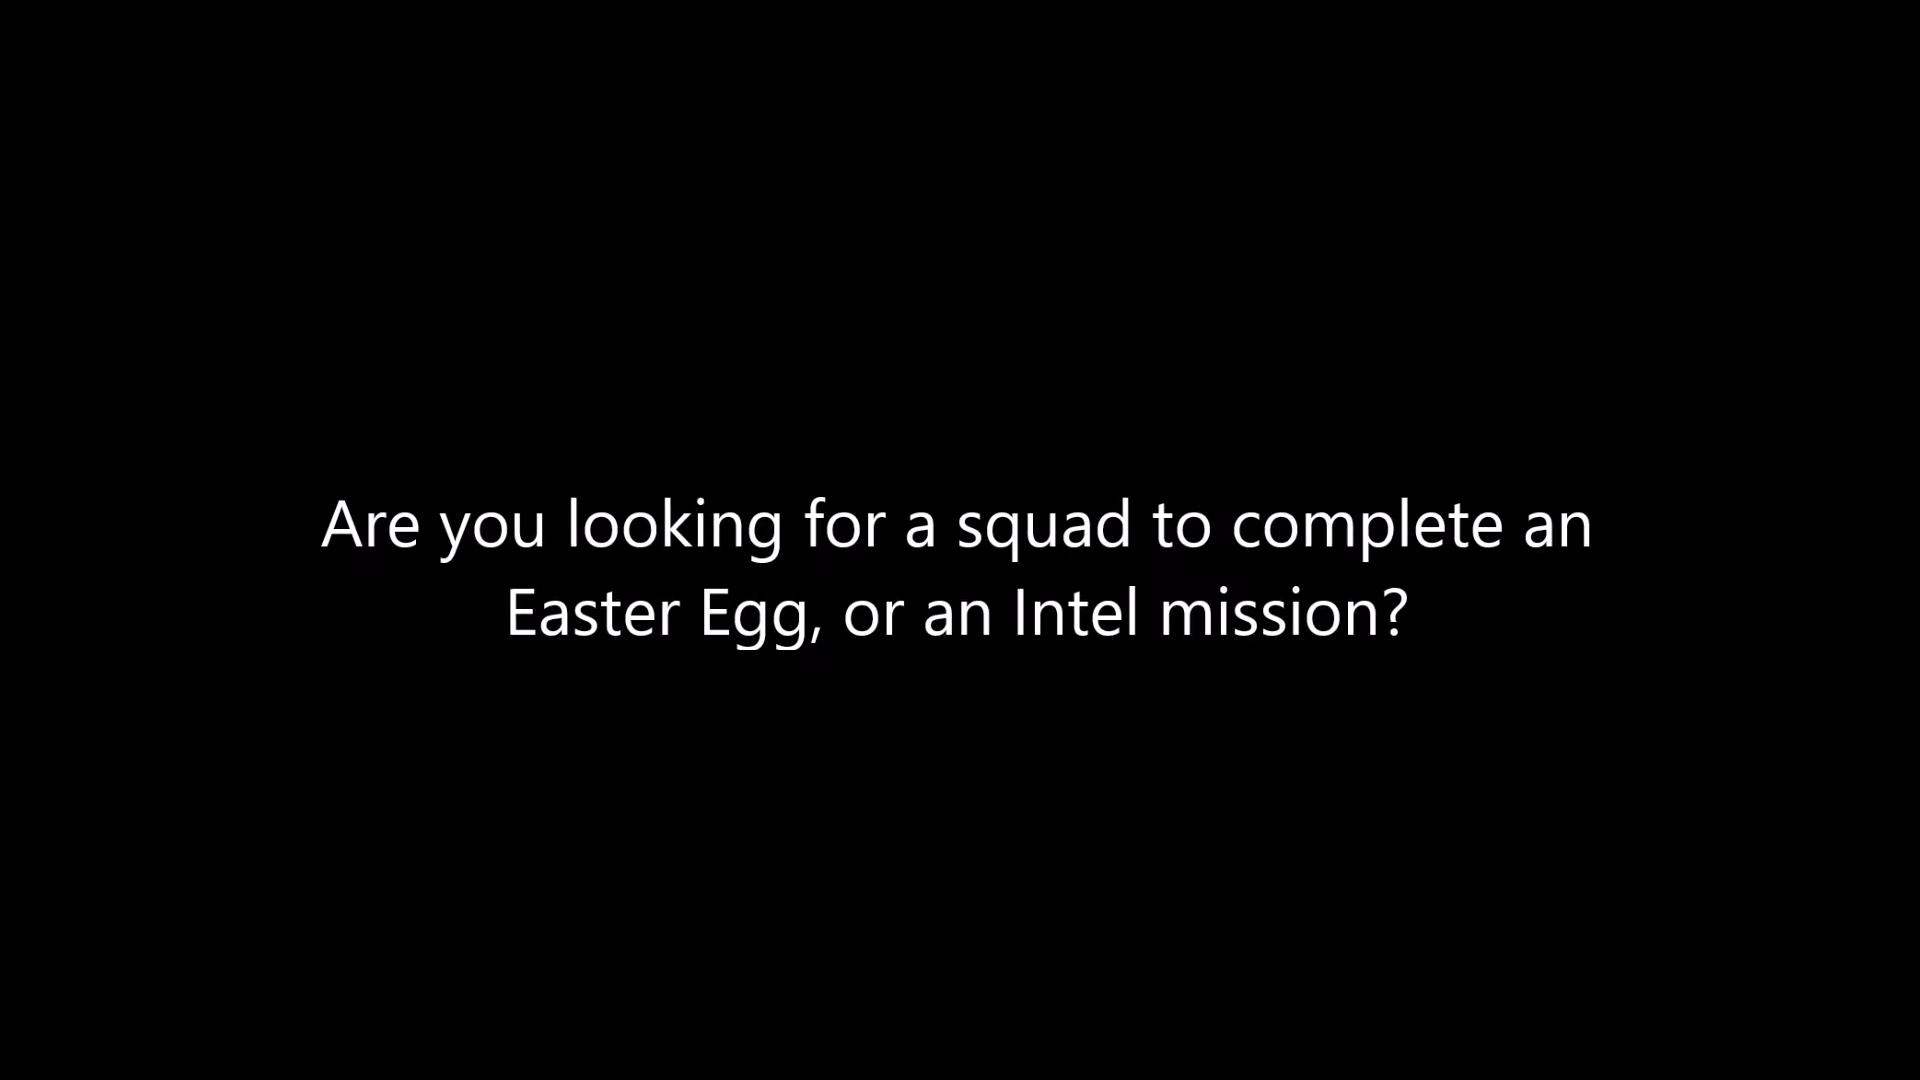 Are you looking for a squad to complete an
Easter Egg, or an Intel mission?